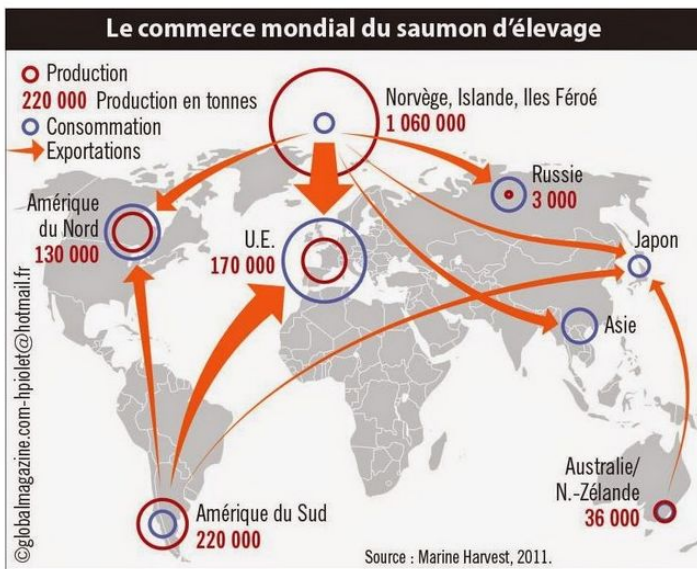 Le commerce mondial du saumon d'élevage
Production
220 000 Production en tonnes
Consommation
Exportations
Norvège, Islande, Iles Féroé
1 060 000
Russie
3 000
Amérique
du Nord
130 000
U.E.
170 000
Japon
Asie
Amérique du Sud
220 000
Australie/
N.-Zélande
36 000
Source : Marine Harvest, 2011.
©globalmagazine.com-hpiolet@hotmail.fr